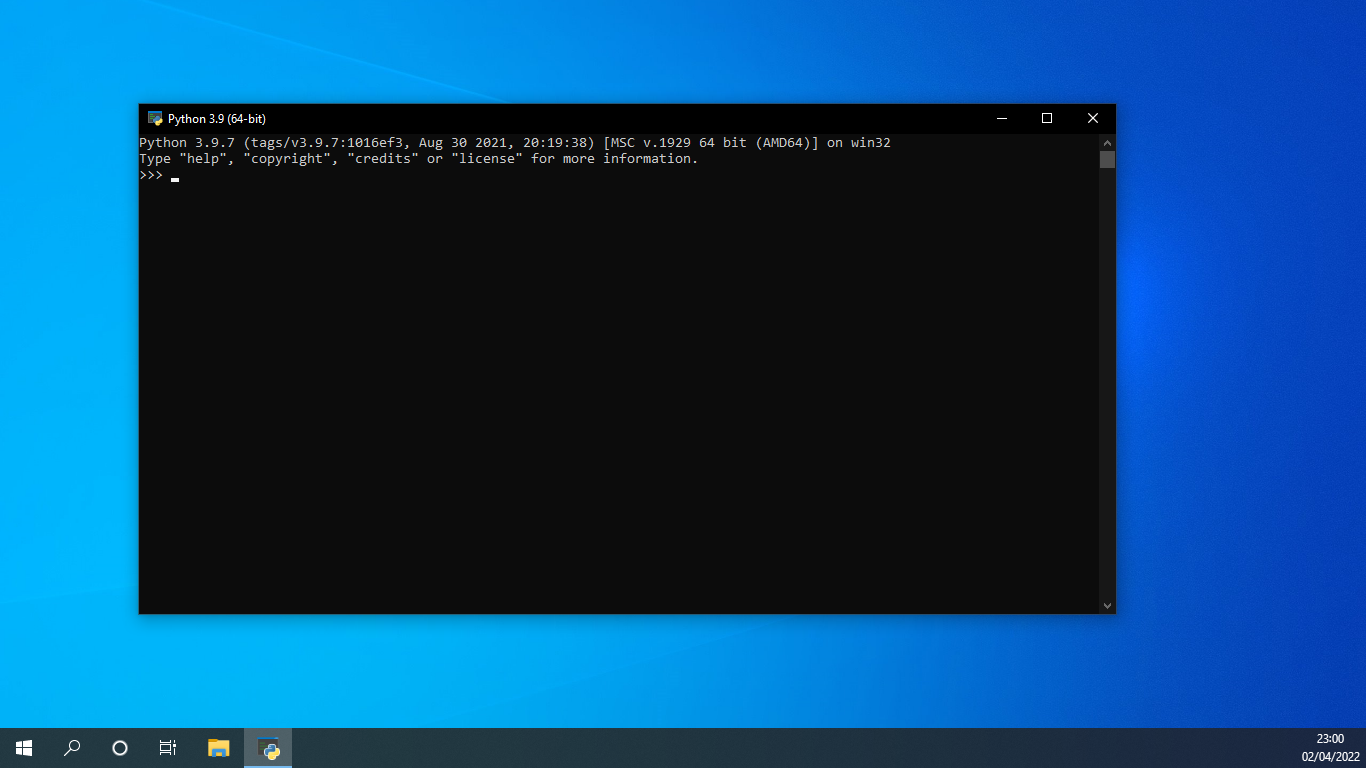 Python 3.9 (64-bit)
Python 3.9.7 (tags/v3.9.7:1016ef3, Aug 30 2021, 20:19:38) [MSC v.1929 64 bit (AMD64)] on win32
Type "help", "copyright", "credits" or "license" for more information.
>>>
23:00
02/04/2022